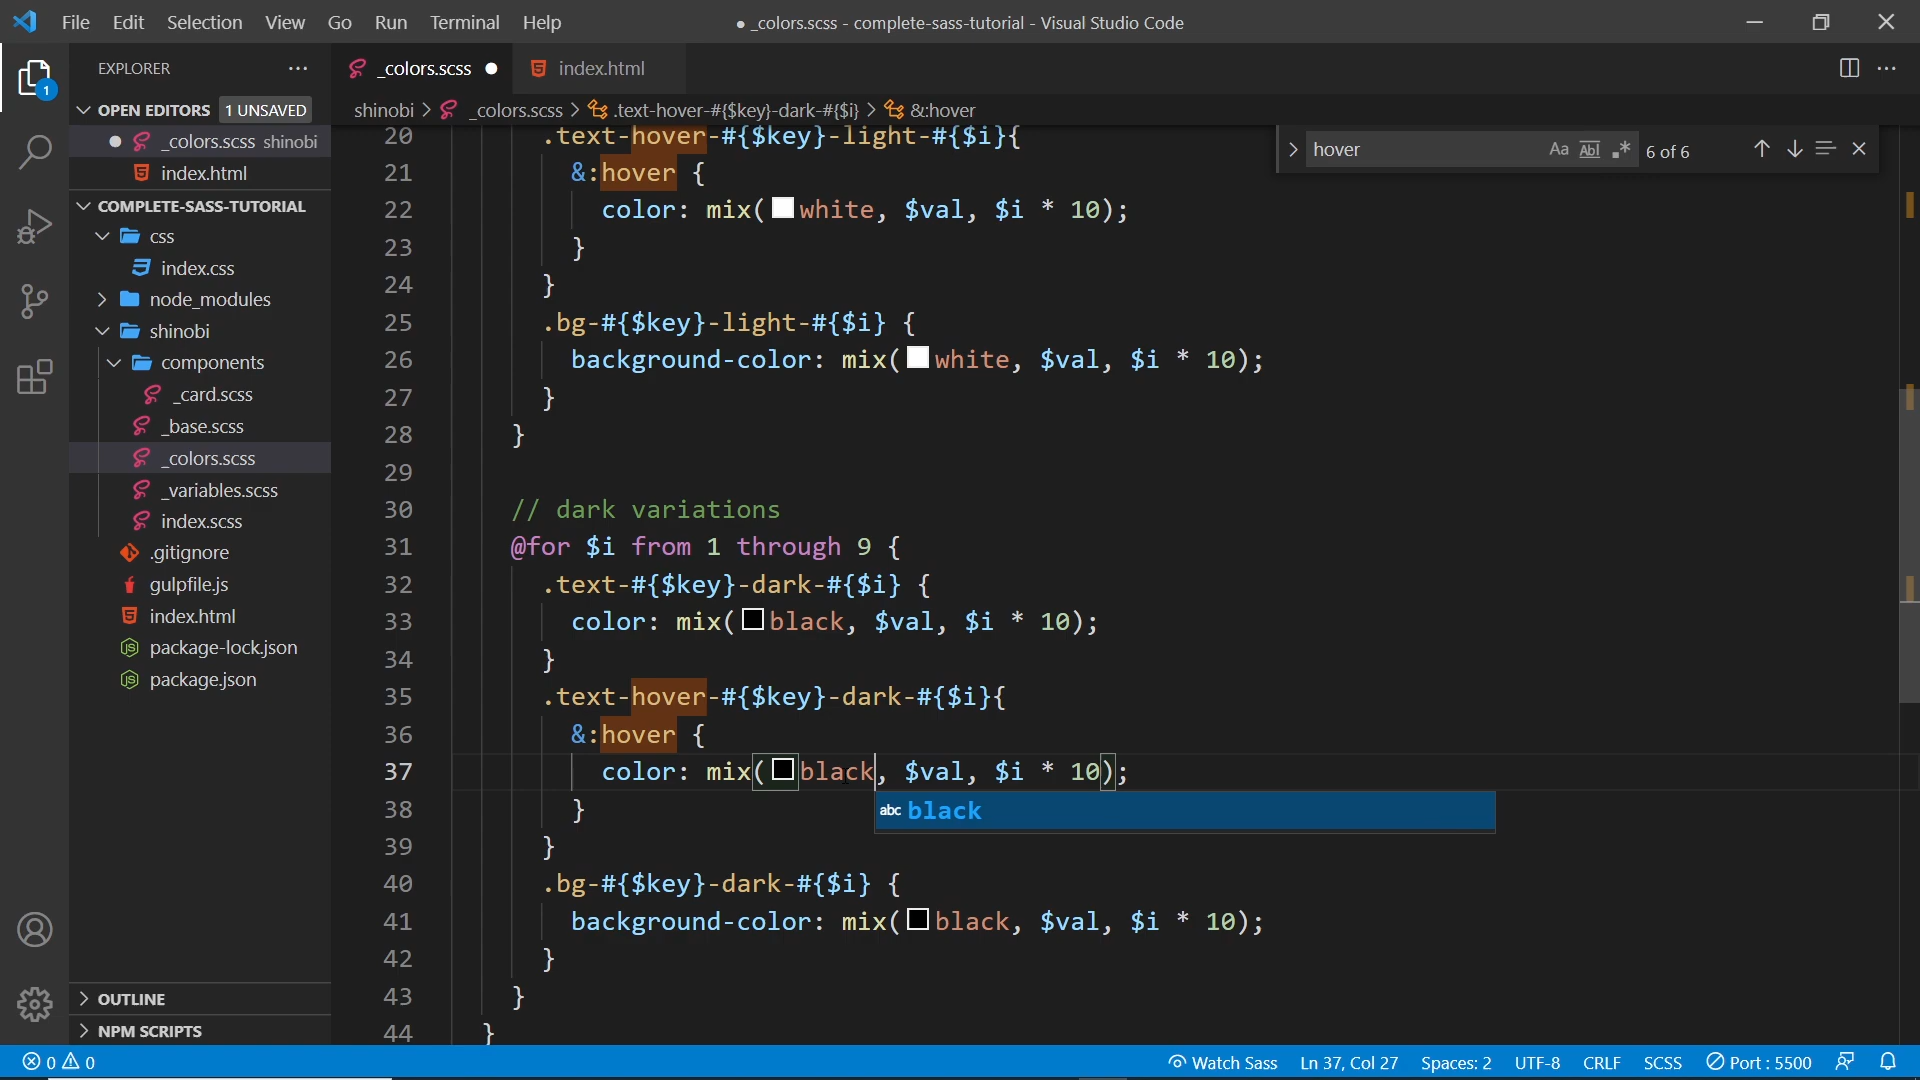 File Edit Selection View Go Run Terminal Help
● _colors.scss - complete-sass-tutorial - Visual Studio Code
EXPLORER
OPEN EDITORS 1 UNSAVED
_colors.scss shinobi
index.html
COMPLETE-SASS-TUTORIAL
css
index.css
node_modules
shinobi
components
_card.scss
_base.scss
_colors.scss
_variables.scss
index.scss
.gitignore
gulpfile.js
index.html
package-lock.json
package.json
OUTLINE
NPM SCRIPTS
1
_colors.scss ●
index.html
shinobi > _colors.scss > .text-hover-#{$key}-dark-#{$i} > &:hover
hover Aa Abl .* 6 of 6
20 .text-hover-#{$key}-light-#{$i}{
21 &:hover {
22 color: mix(white, $val, $i * 10);
23 }
24 }
25 .bg-#{$key}-light-#{$i} {
26 background-color: mix(white, $val, $i * 10);
27 }
28 }
29
30 // dark variations
31 @for $i from 1 through 9 {
32 .text-#{$key}-dark-#{$i} {
33 color: mix(black, $val, $i * 10);
34 }
35 .text-hover-#{$key}-dark-#{$i}{
36 &:hover {
37 color: mix(black, $val, $i * 10);
abc black
38 }
39 }
40 .bg-#{$key}-dark-#{$i} {
41 background-color: mix(black, $val, $i * 10);
42 }
43 }
44 }
0 0 Watch Sass Ln 37, Col 27 Spaces: 2 UTF-8 CRLF SCSS Port : 5500